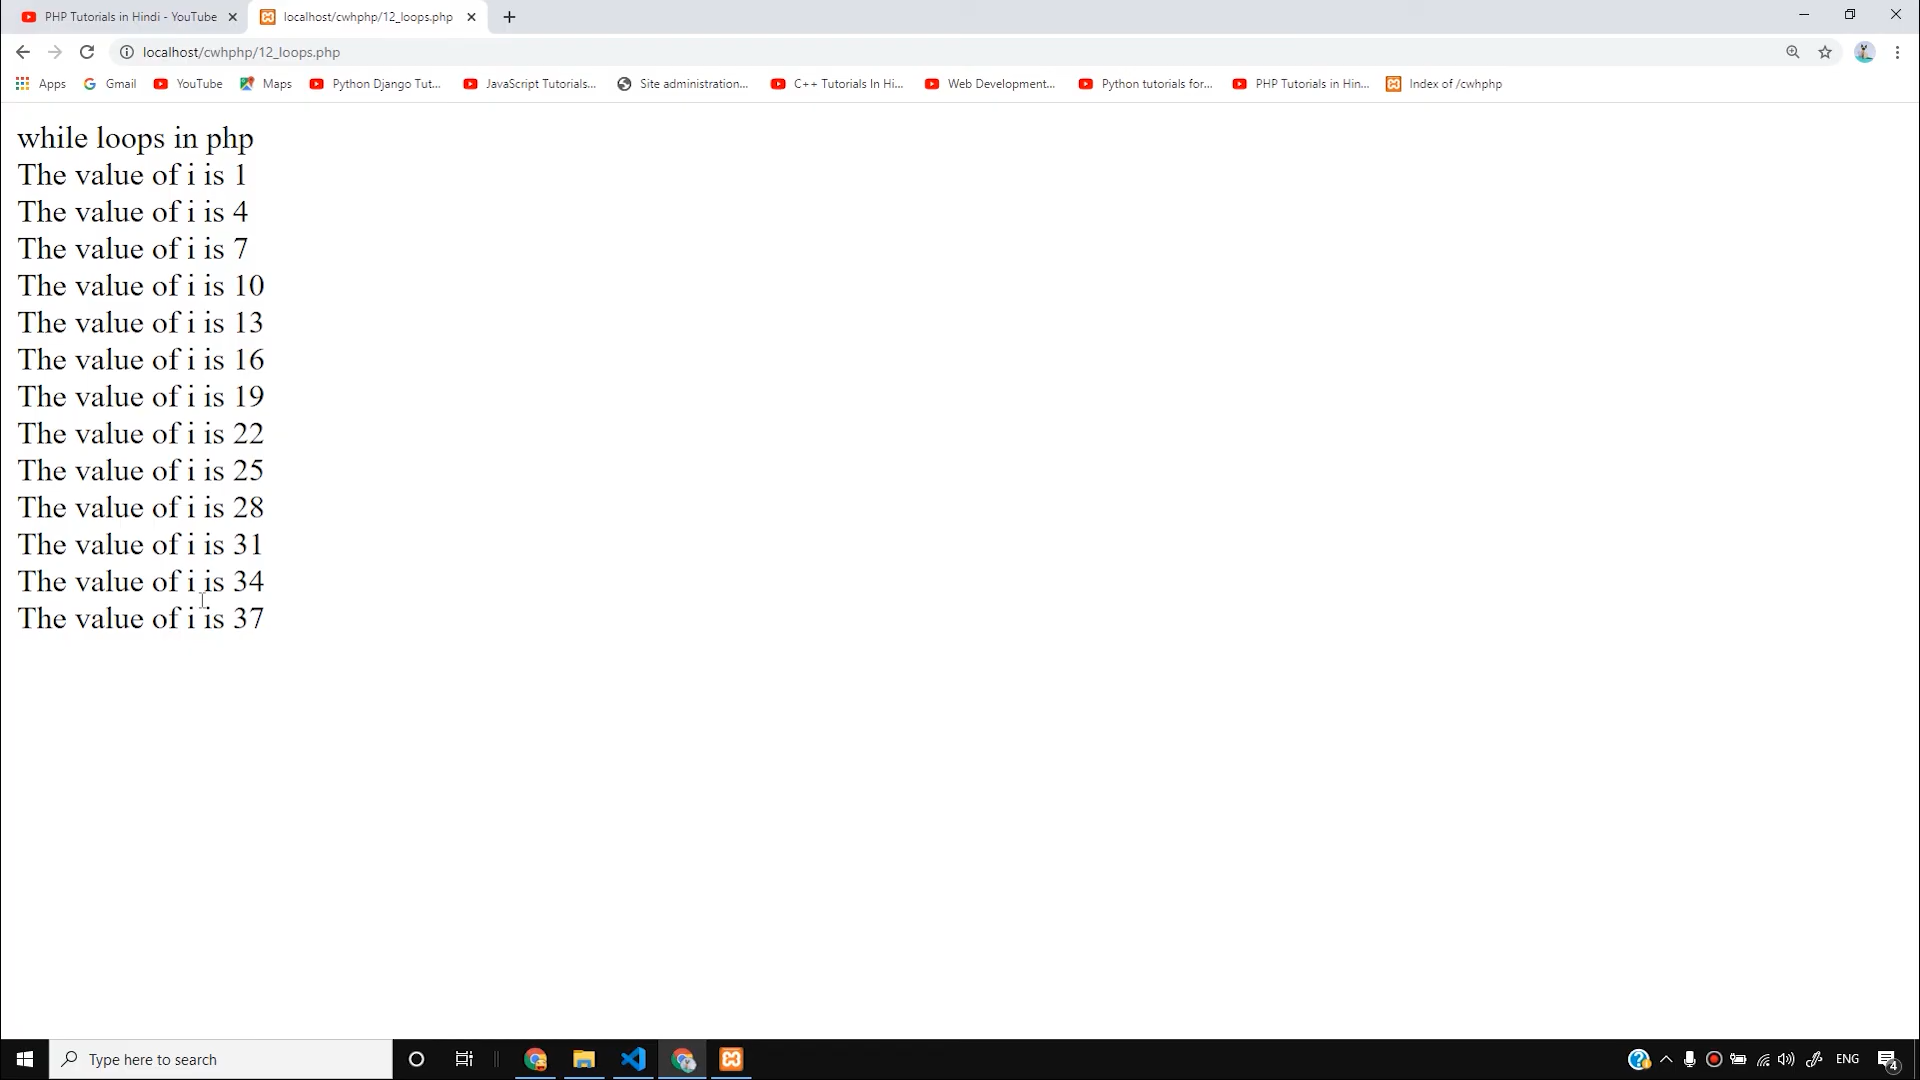 PHP Tutorials in Hindi - YouTube
localhost/cwhphp/12_loops.php
localhost/cwhphp/12_loops.php
Apps
Gmail
YouTube
Maps
Python Django Tut...
JavaScript Tutorials...
Site administration...
C++ Tutorials In Hi...
Web Development...
Python tutorials for...
PHP Tutorials in Hin...
Index of /cwhphp
while loops in php
The value of i is 1
The value of i is 4
The value of i is 7
The value of i is 10
The value of i is 13
The value of i is 16
The value of i is 19
The value of i is 22
The value of i is 25
The value of i is 28
The value of i is 31
The value of i is 34
The value of i is 37
Type here to search
ENG
4